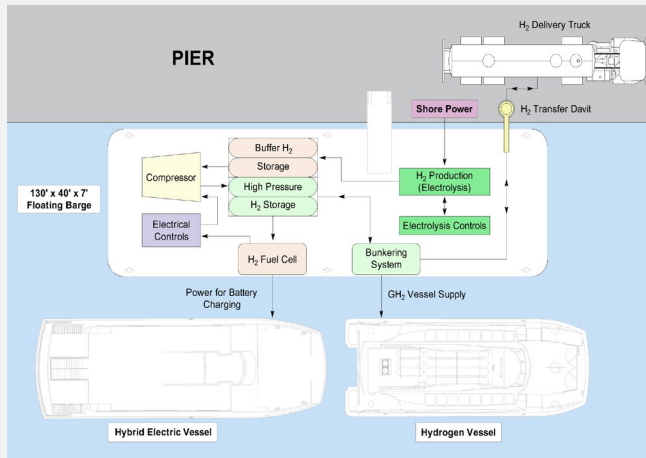 H₂ Delivery Truck
PIER
Shore Power
H₂ Transfer Davit
Buffer H₂
Storage
High Pressure
H₂ Storage
Compressor
H₂ Production
(Electrolysis)
130' x 40' x 7'
Floating Barge
Electrical
Controls
Electrolysis Controls
H₂ Fuel Cell
Bunkering
System
Power for Battery
Charging
GH₂ Vessel Supply
Hybrid Electric Vessel
Hydrogen Vessel